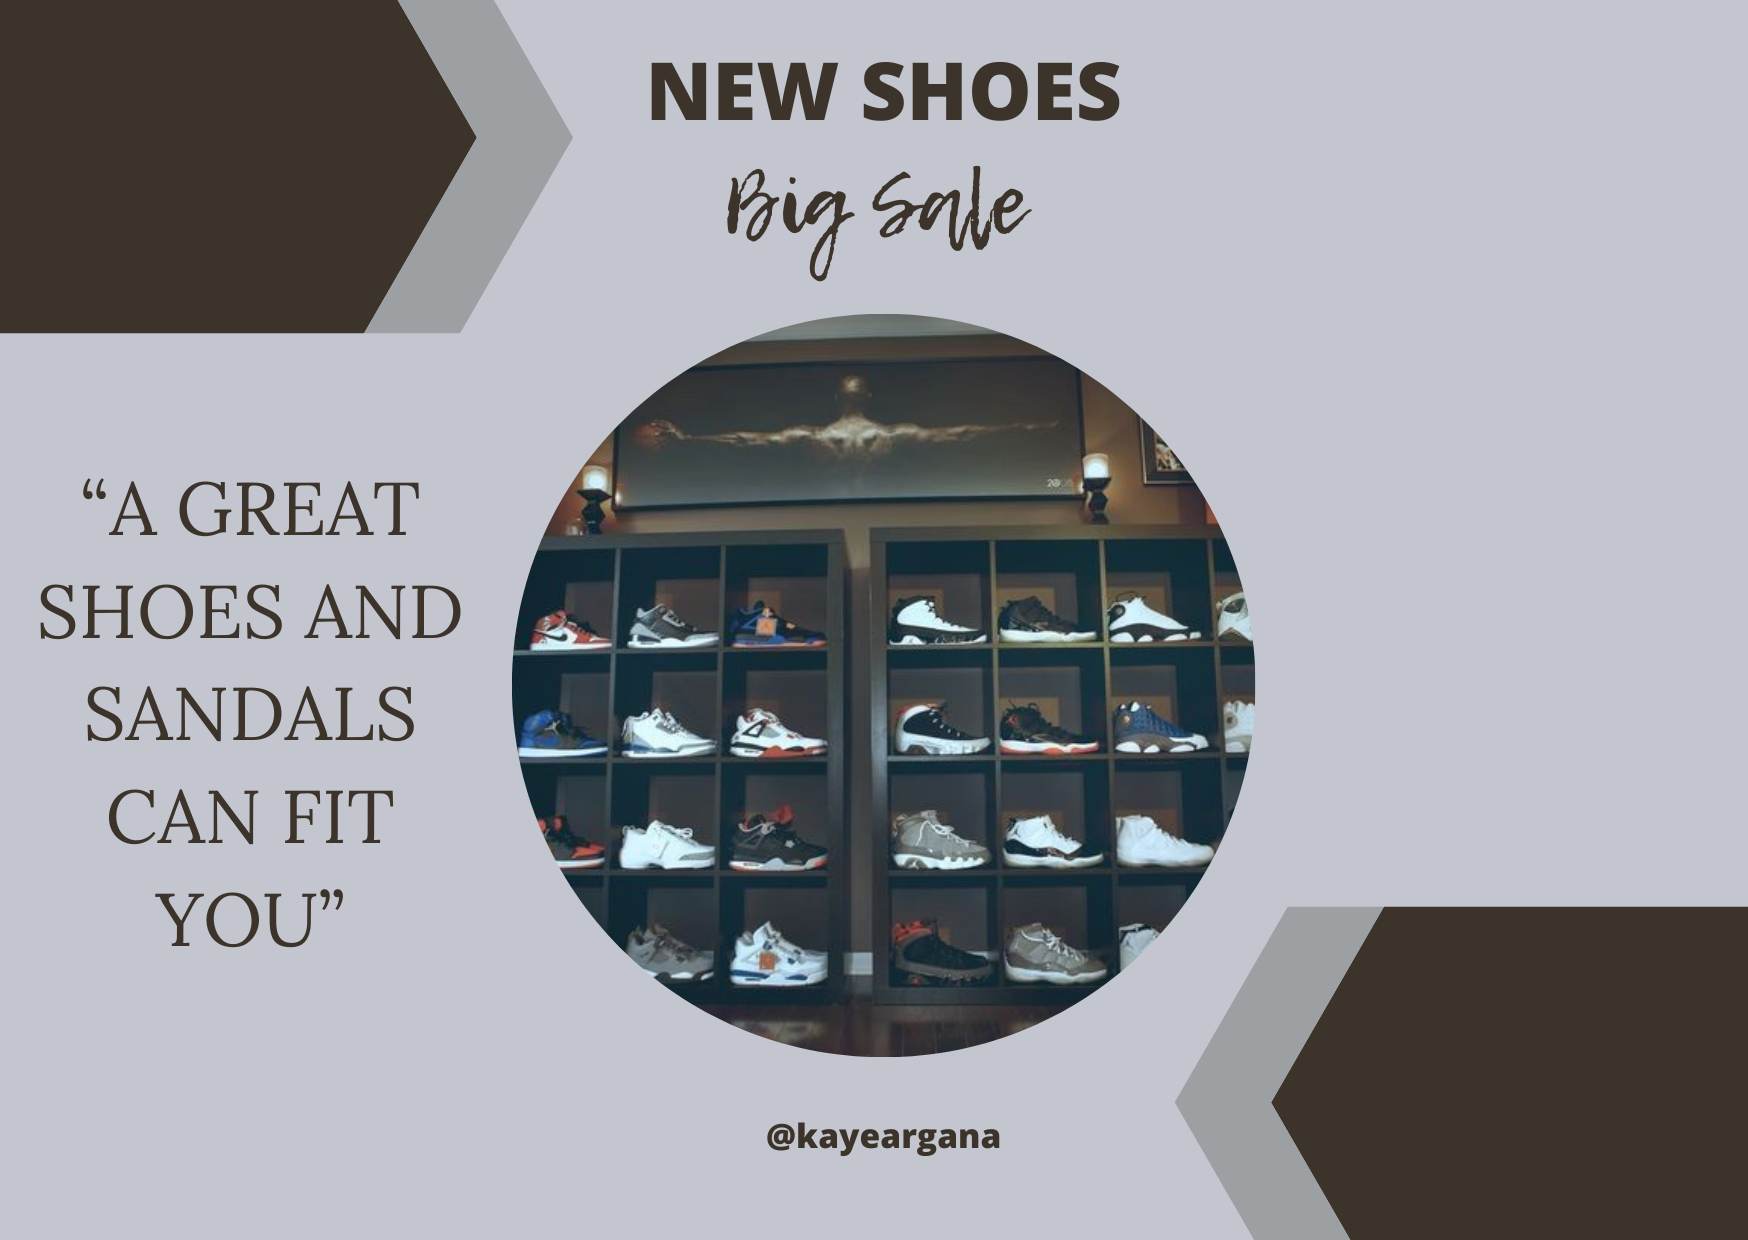 NEW SHOES
Big Sale
“A GREAT
SHOES AND
SANDALS
CAN FIT
YOU”
@kayeargana